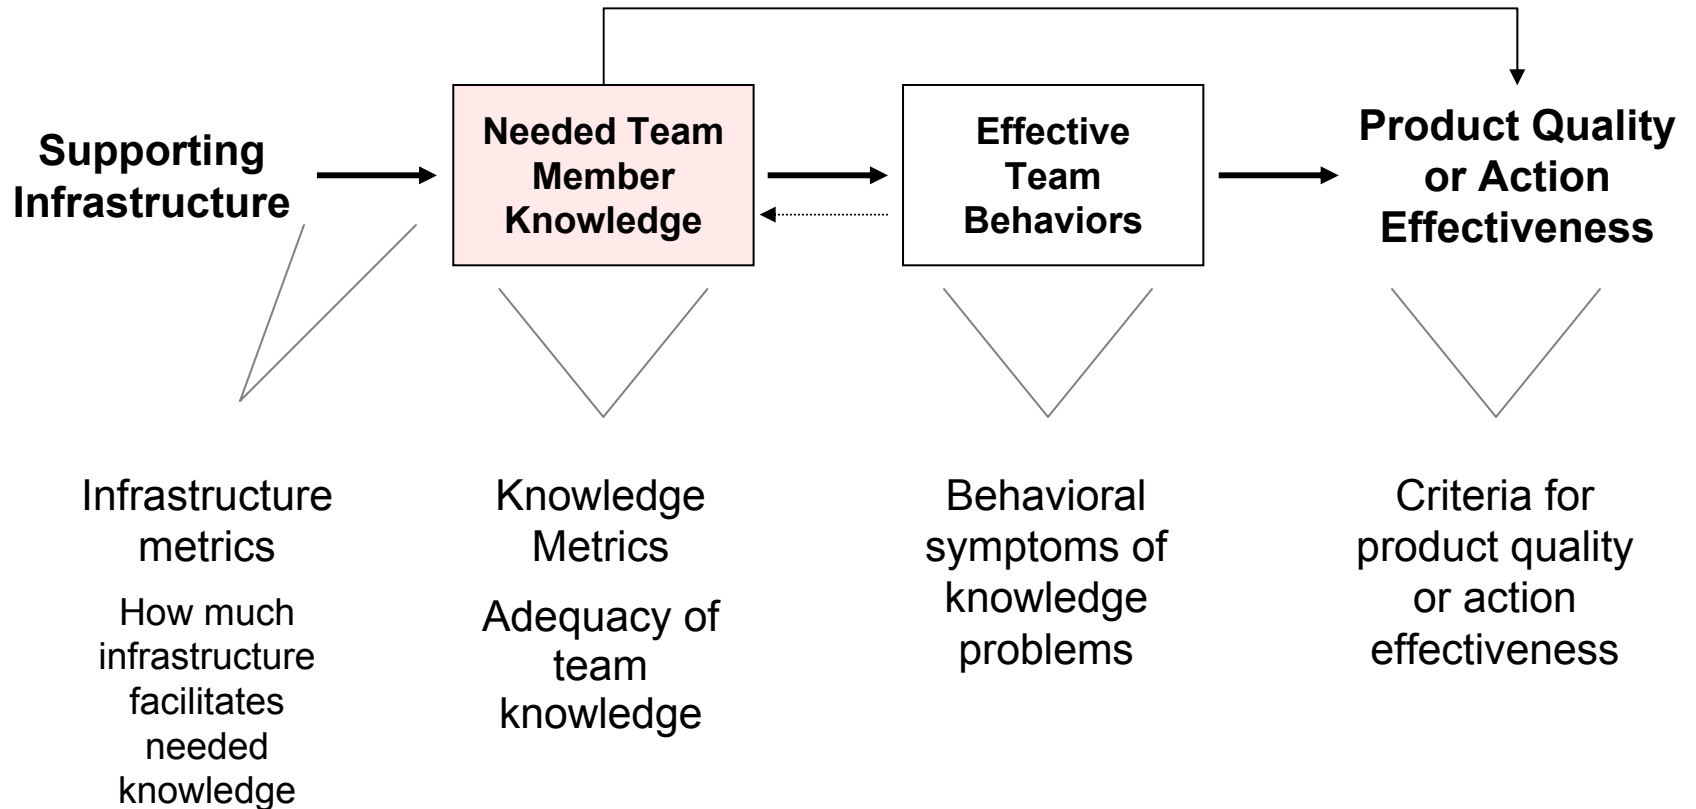 Supporting
Infrastructure
Needed Team
Member
Knowledge
Effective
Team
Behaviors
Product Quality
or Action
Effectiveness
Infrastructure
metrics
How much
infrastructure
facilitates
needed
knowledge
Knowledge
Metrics
Adequacy of
team
knowledge
Behavioral
symptoms of
knowledge
problems
Criteria for
product quality
or action
effectiveness